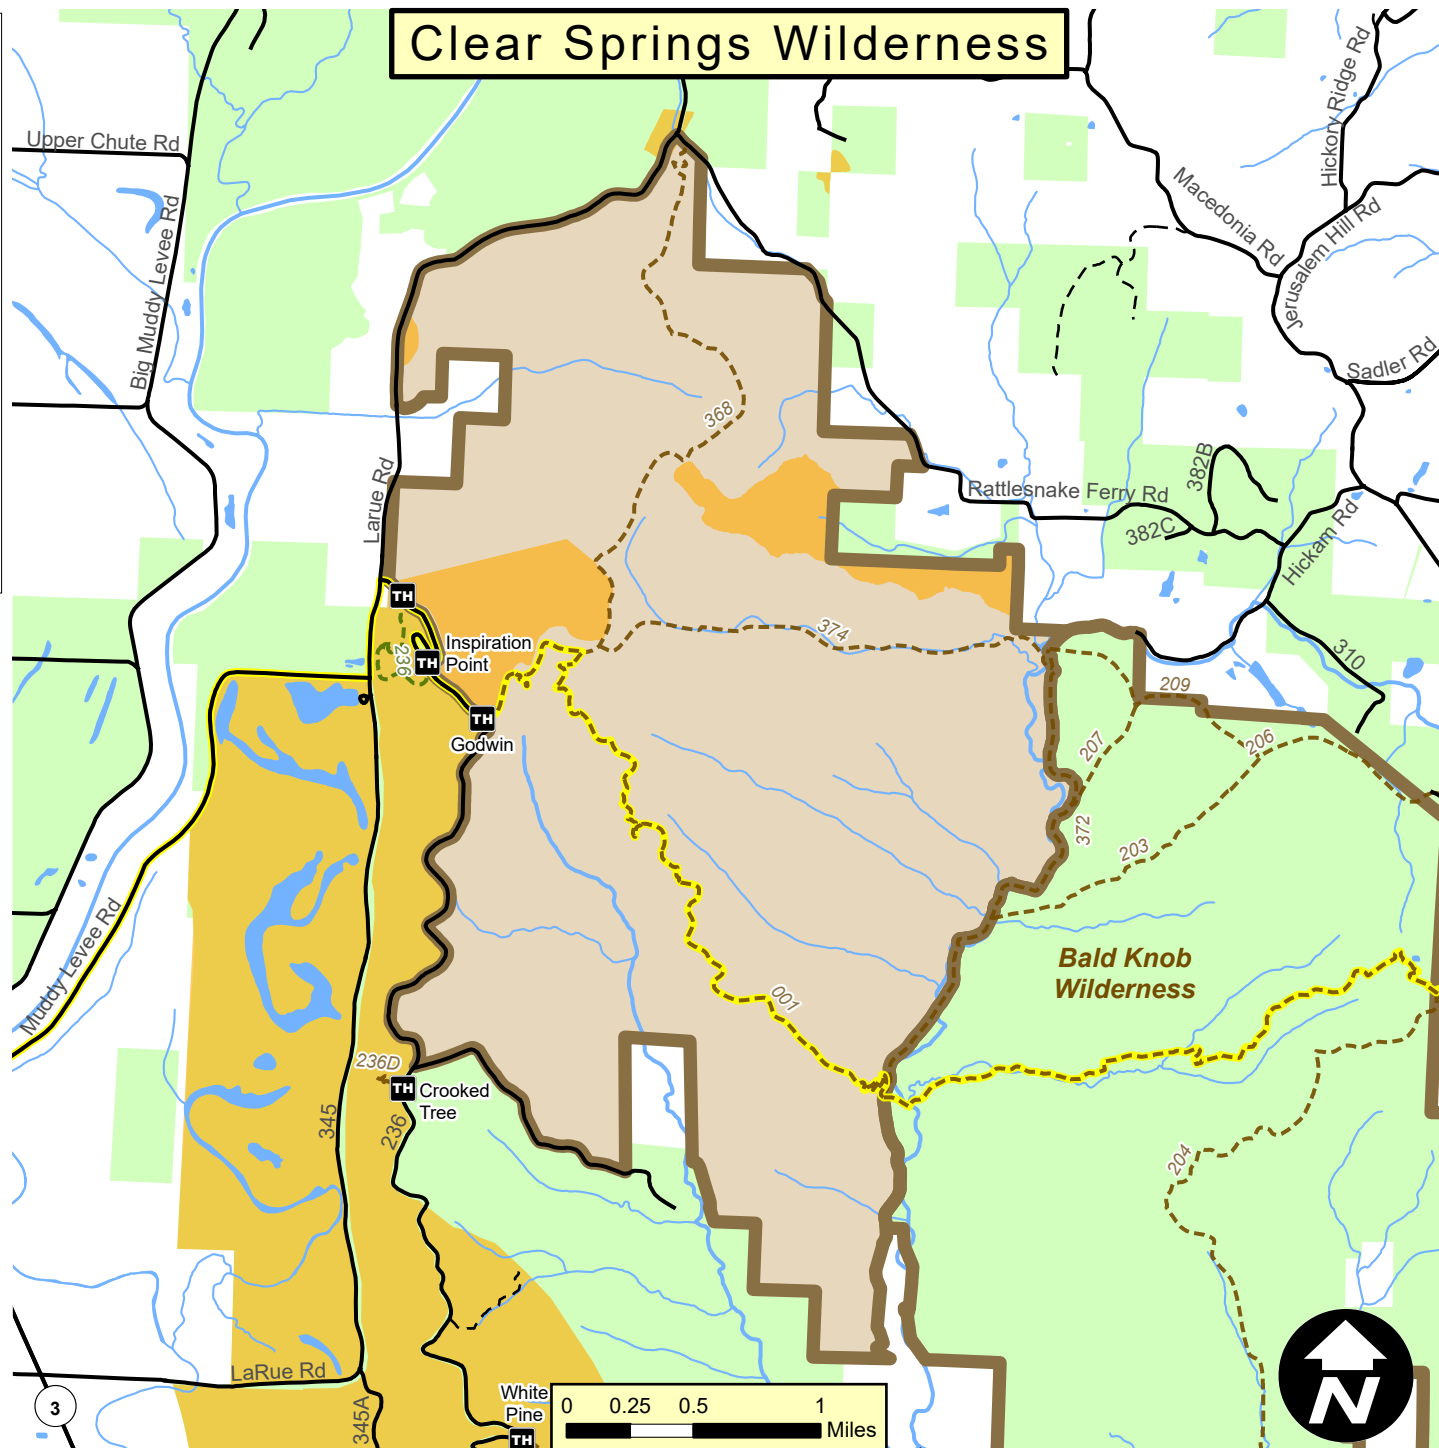 Clear Springs Wilderness
Upper Chute Rd
Big Muddy Levee Rd
Hickory Ridge Rd
Macedonia Rd
Jerusalem Hill Rd
Sadler Rd
368
Larue Rd
382B
Rattlesnake Ferry Rd
382C
Hickam Rd
TH
236
TH
Inspiration
Point
374
310
209
TH
Godwin
207
206
372
203
Muddy Levee Rd
Bald Knob
Wilderness
001
236D
TH
Crooked
Tree
345
236
204
LaRue Rd
3
345A
White
Pine
TH
0 0.25 0.5 1
Miles
N